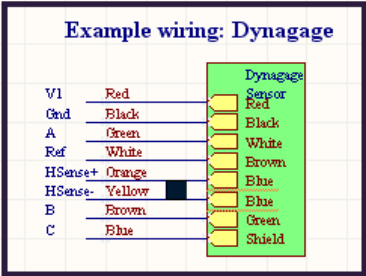 Example wiring: Dynagage
Dynagage
Sensor
V1 Red Red
Gnd Black Black
A Green White
Ref White Brown
HSense+ Orange Blue
HSense- Yellow Blue
B Brown Green
C Blue Shield